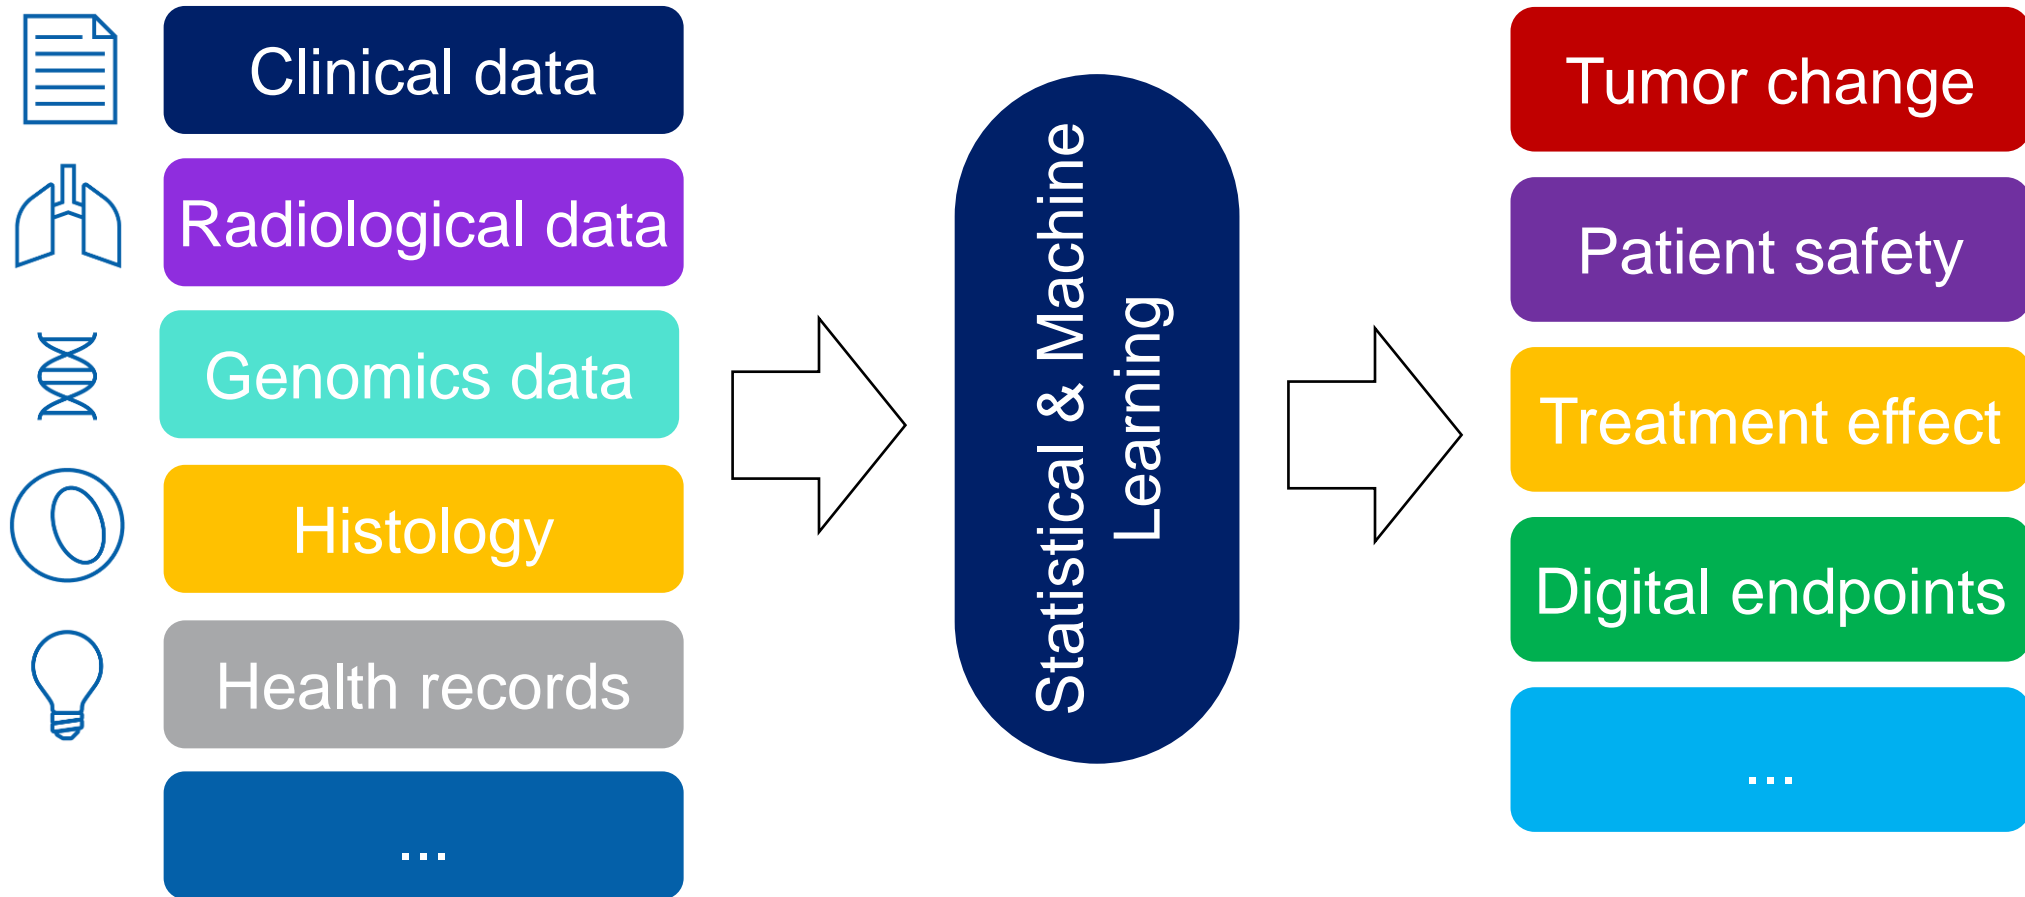 Clinical data
Radiological data
Genomics data
Histology
Health records
...
Statistical & Machine
Learning
Tumor change
Patient safety
Treatment effect
Digital endpoints
...